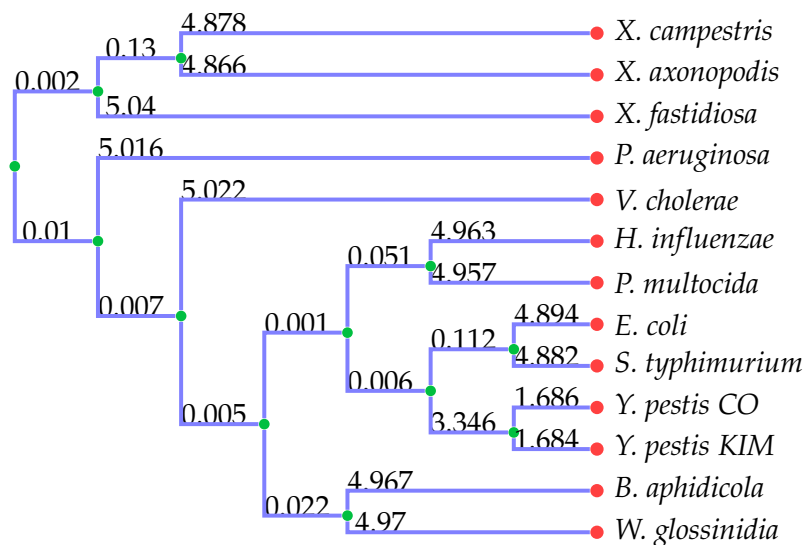 4.878
X. campestris
0.13
4.866
X. axonopodis
0.002
5.04
X. fastidiosa
5.016
P. aeruginosa
5.022
V. cholerae
0.01
4.963
H. influenzae
0.051
4.957
P. multocida
0.007
4.894
E. coli
0.001
0.112
4.882
S. typhimurium
0.006
1.686
Y. pestis CO
0.005
3.346
1.684
Y. pestis KIM
4.967
B. aphidicola
0.022
4.97
W. glossinidia